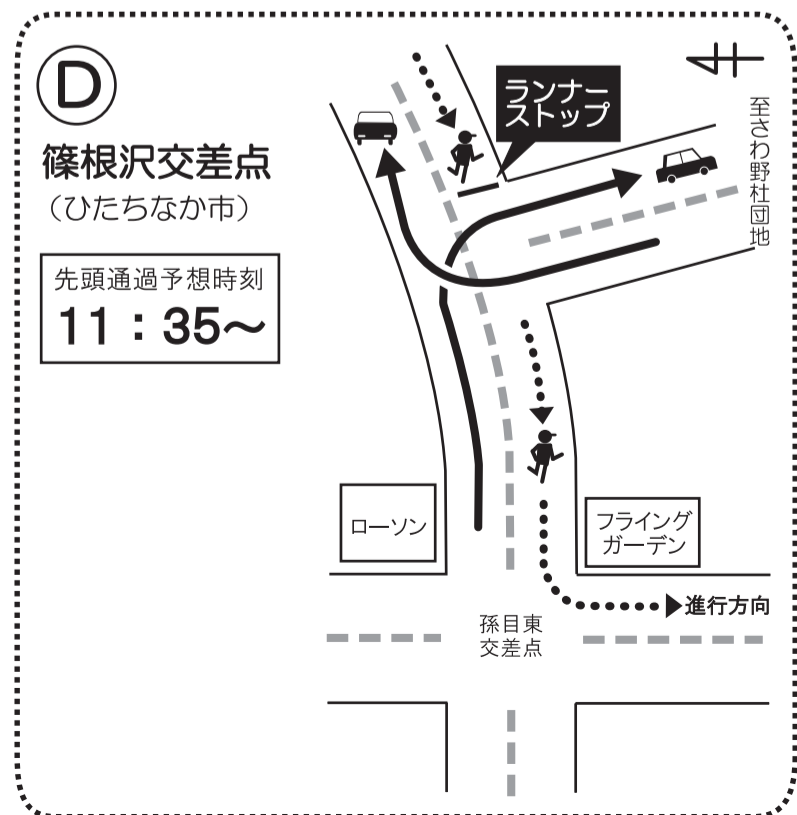 D
篠根沢交差点
（ひたちなか市）
先頭通過予想時刻
11：35～
ランナー
ストップ
至さわ野杜団地
ローソン
フライング
ガーデン
進行方向
孫目東
交差点